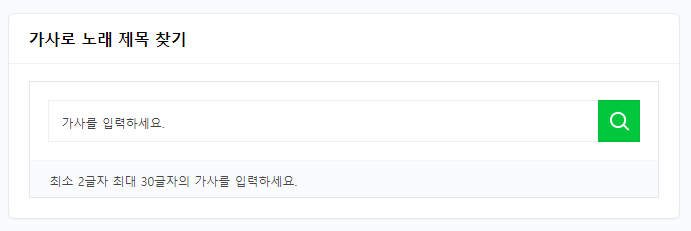 가사로 노래 제목 찾기
가사를 입력하세요.
최소 2글자 최대 30글자의 가사를 입력하세요.